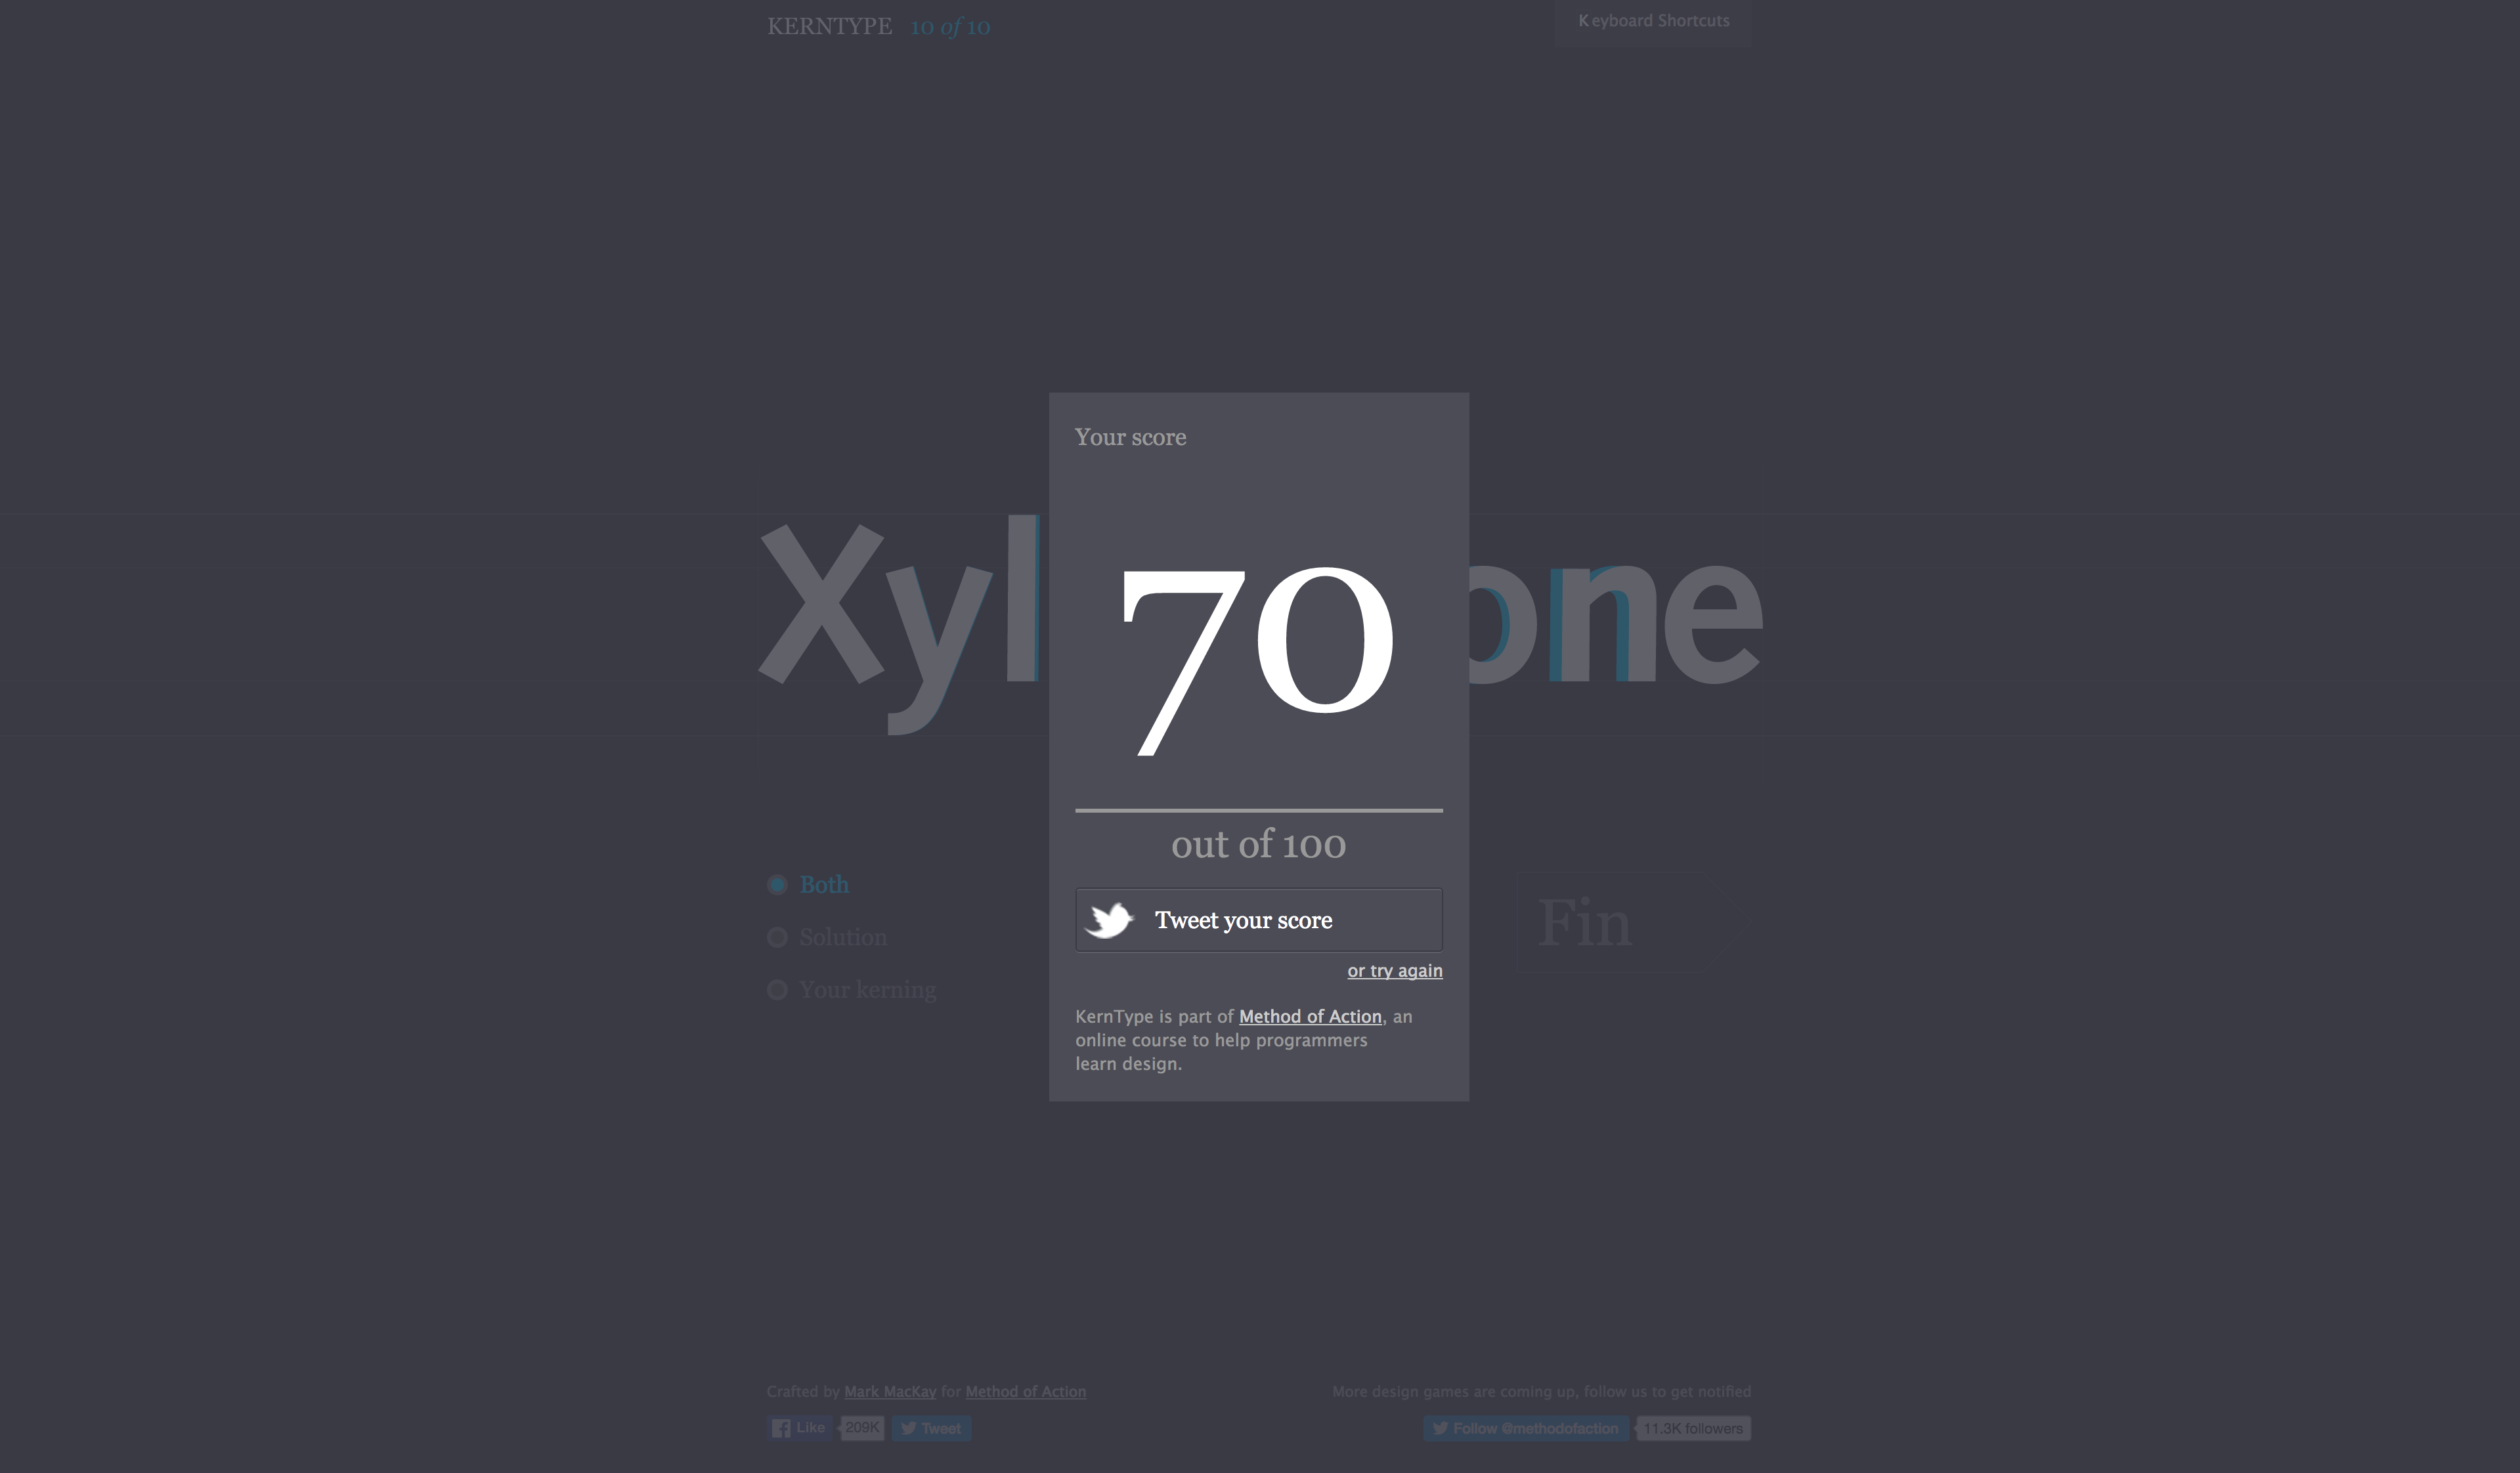 KERNTYPE 10 of 10
Keyboard Shortcuts
Xyl
one
Your score
70
out of 100
Tweet your score
or try again
KernType is part of Method of Action, an
online course to help programmers
learn design.
Both
Solution
Your kerning
Fin
Crafted by Mark MacKay for Method of Action
Like 209K Tweet
More design games are coming up, follow us to get notified
Follow @methodofaction 11.3K followers